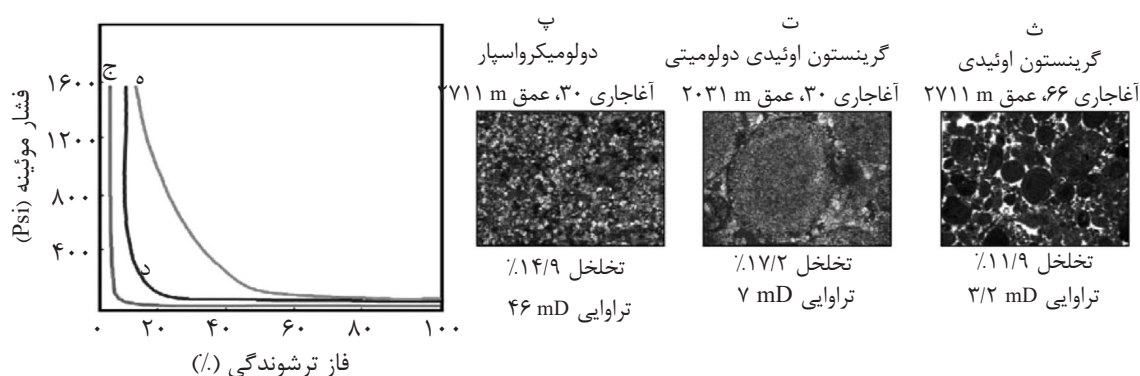 پ
دولومیکرواسپار
آغاجاری ۳۰، عمق ۲۷۱۱ m
تخلخل ۱۴/۹٪
تراوایی ۴۶ mD
ت
گرینستون اوئیدی دولومیتی
آغاجاری ۳۰، عمق ۲۰۳۱ m
تخلخل ۱۷/۲٪
تراوایی ۷ mD
ث
گرینستون اوئیدی
آغاجاری ۶۶، عمق ۲۷۱۱ m
تخلخل ۱۱/۹٪
تراوایی ۳/۲ mD
فشار موئینه (Psi)
۱۶۰۰
۱۲۰۰
۸۰۰
۴۰۰
ج
ه
د
۰ ۲۰ ۴۰ ۶۰ ۸۰ ۱۰۰
فاز ترشوندگی (٪)